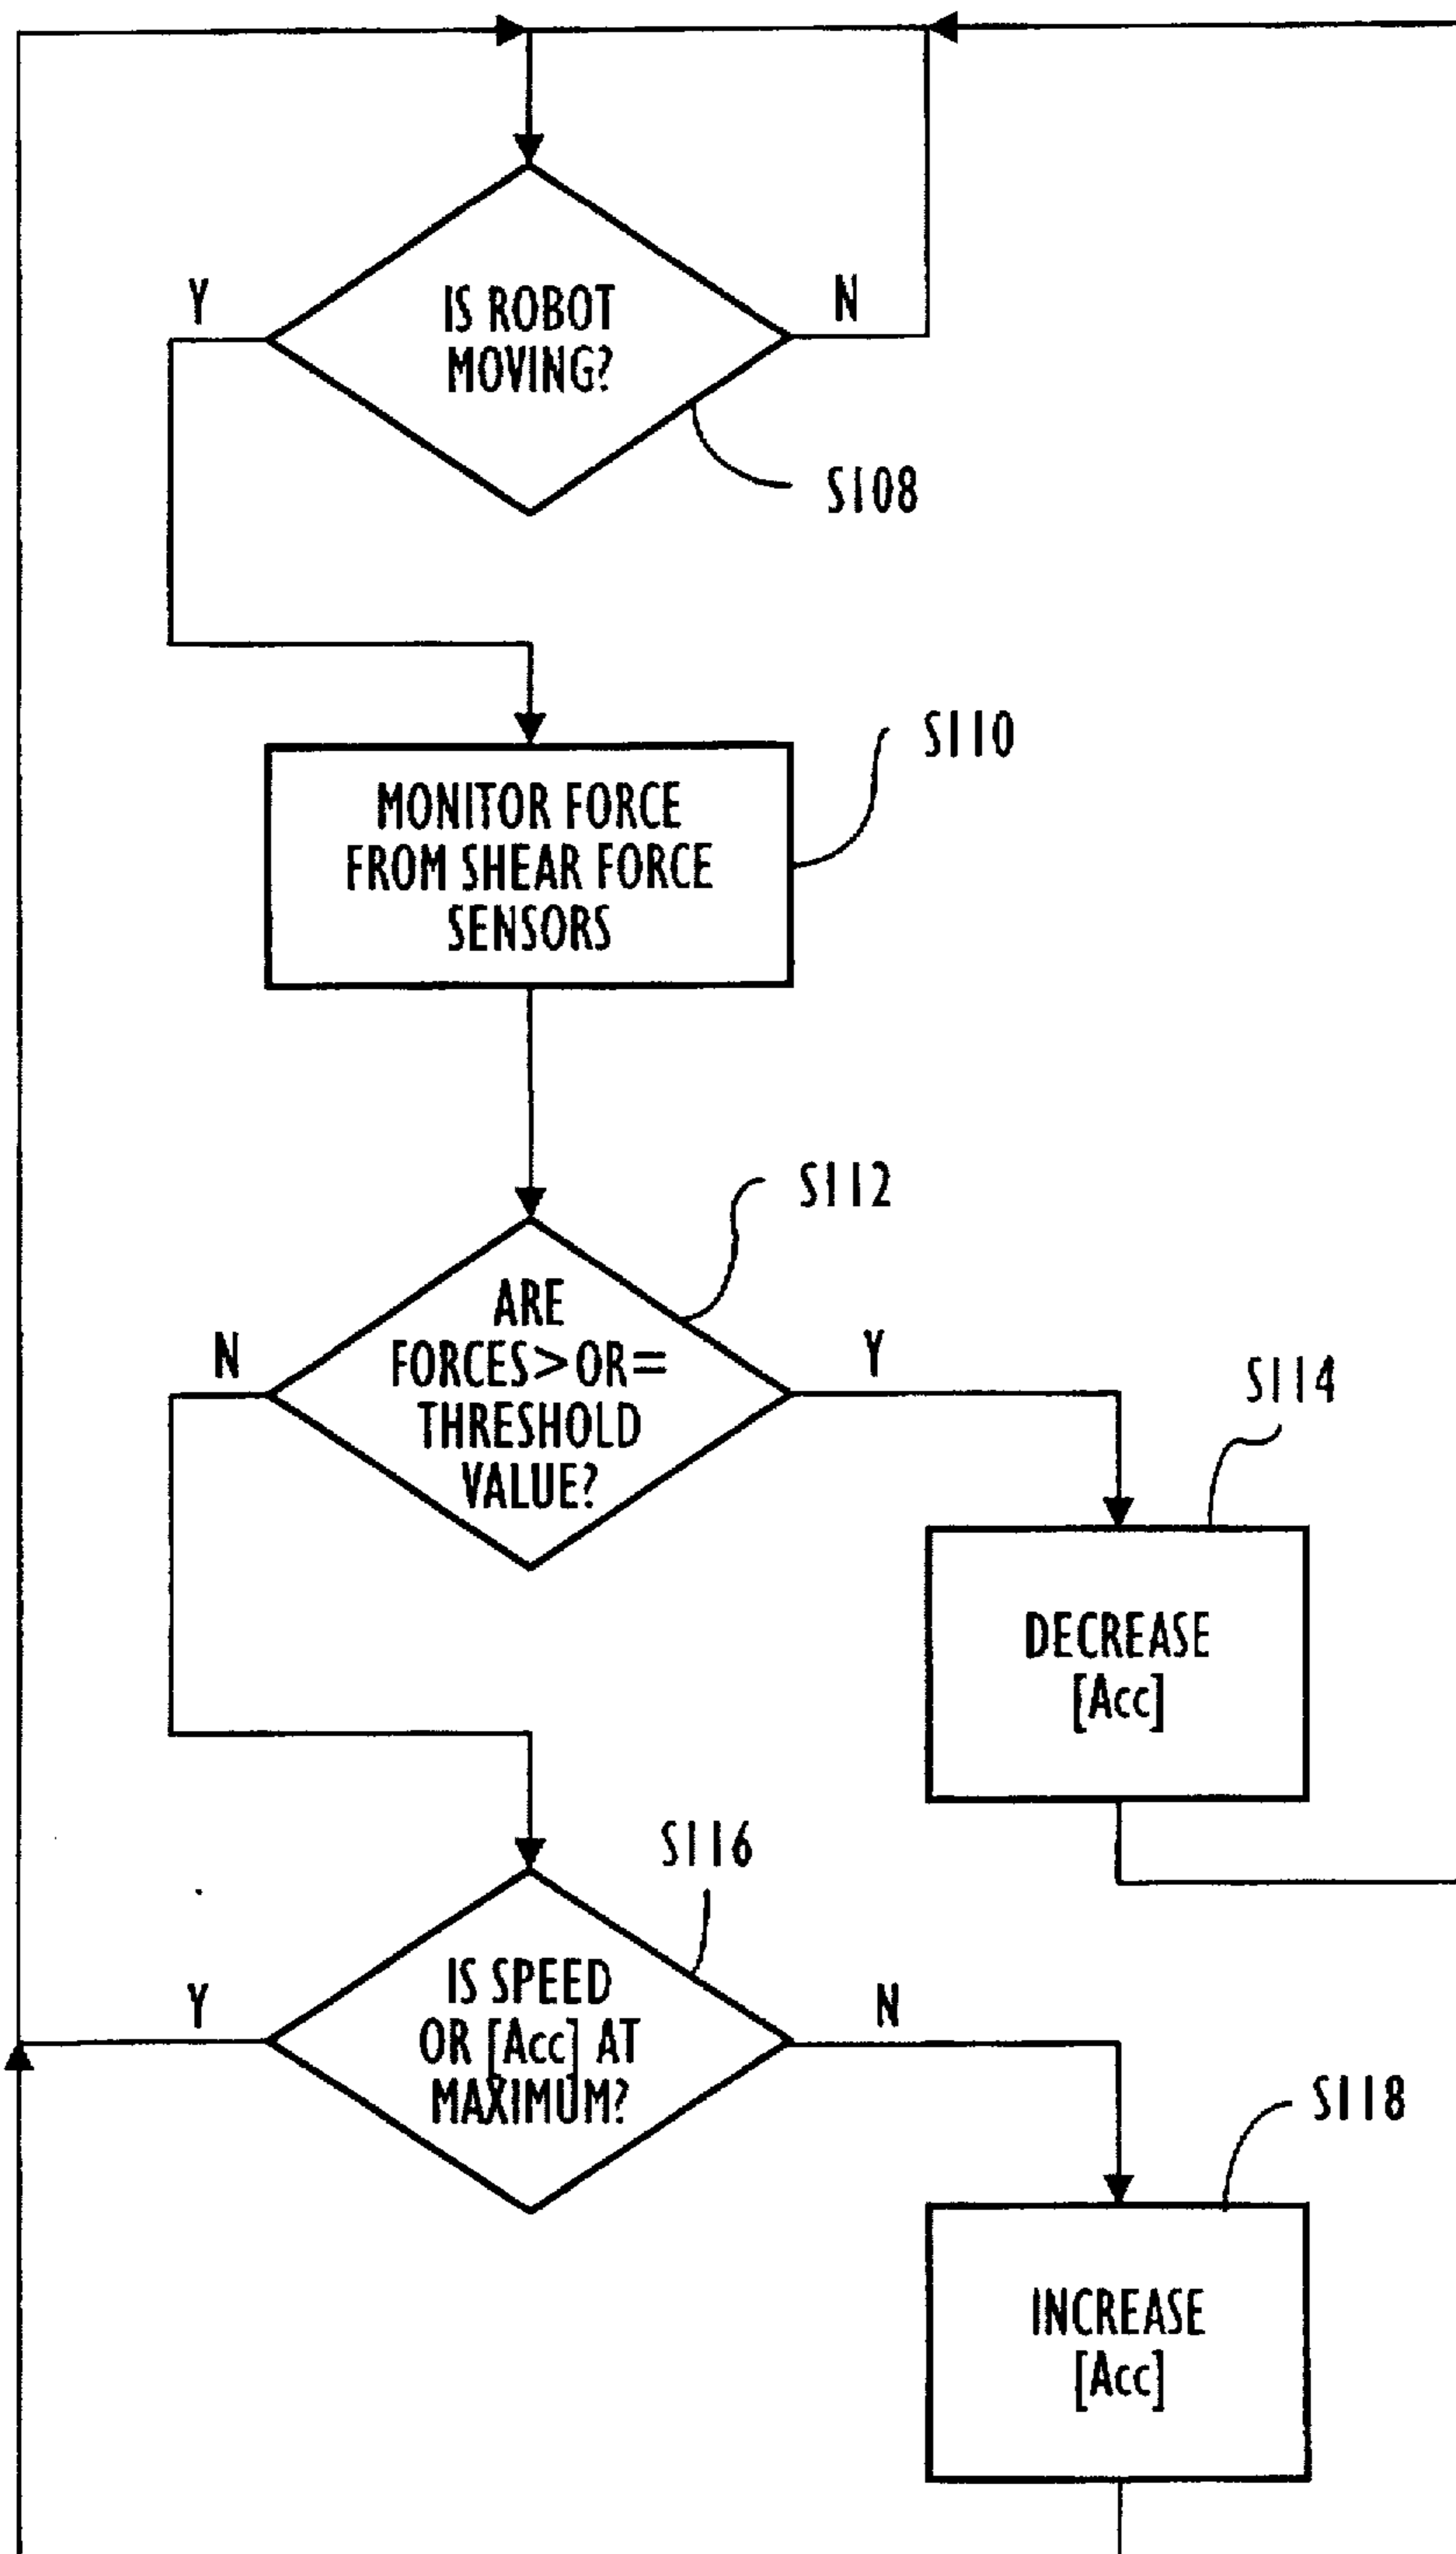 Y
IS ROBOT
MOVING?
N
S108
S110
MONITOR FORCE
FROM SHEAR FORCE
SENSORS
S112
N
ARE
FORCES>OR=
THRESHOLD
VALUE?
Y
S114
DECREASE
[Acc]
S116
Y
IS SPEED
OR [Acc] AT
MAXIMUM?
N
S118
INCREASE
[Acc]